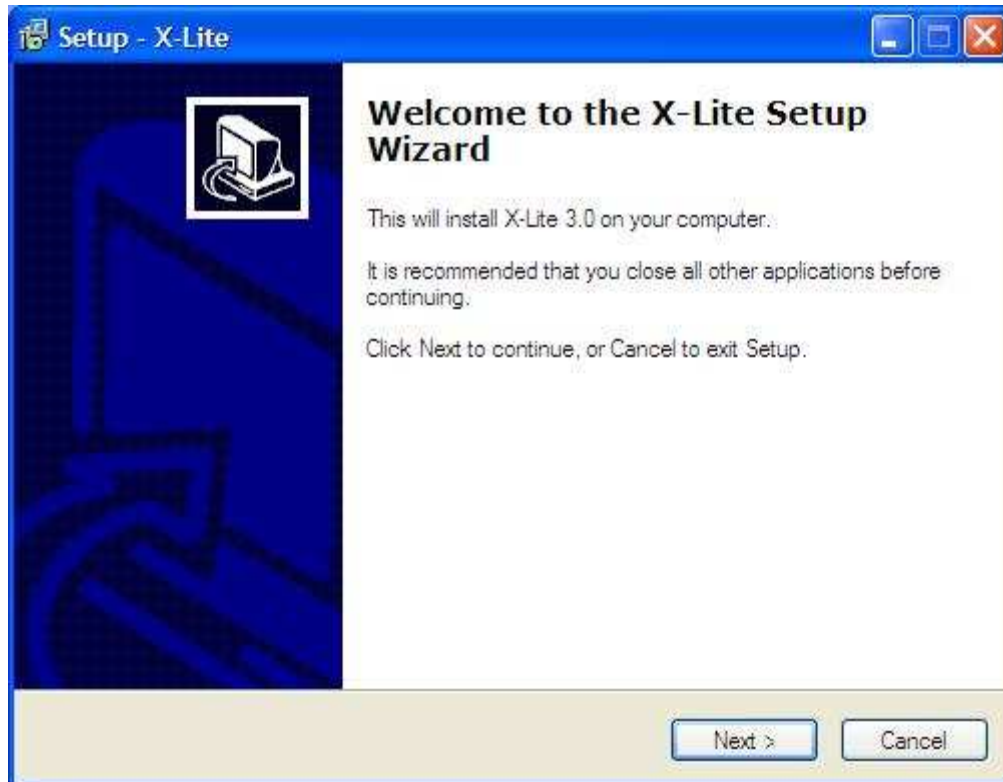 Setup - X-Lite
Welcome to the X-Lite Setup
Wizard
This will install X-Lite 3.0 on your computer.
It is recommended that you close all other applications before
continuing.
Click Next to continue, or Cancel to exit Setup.
Next >
Cancel